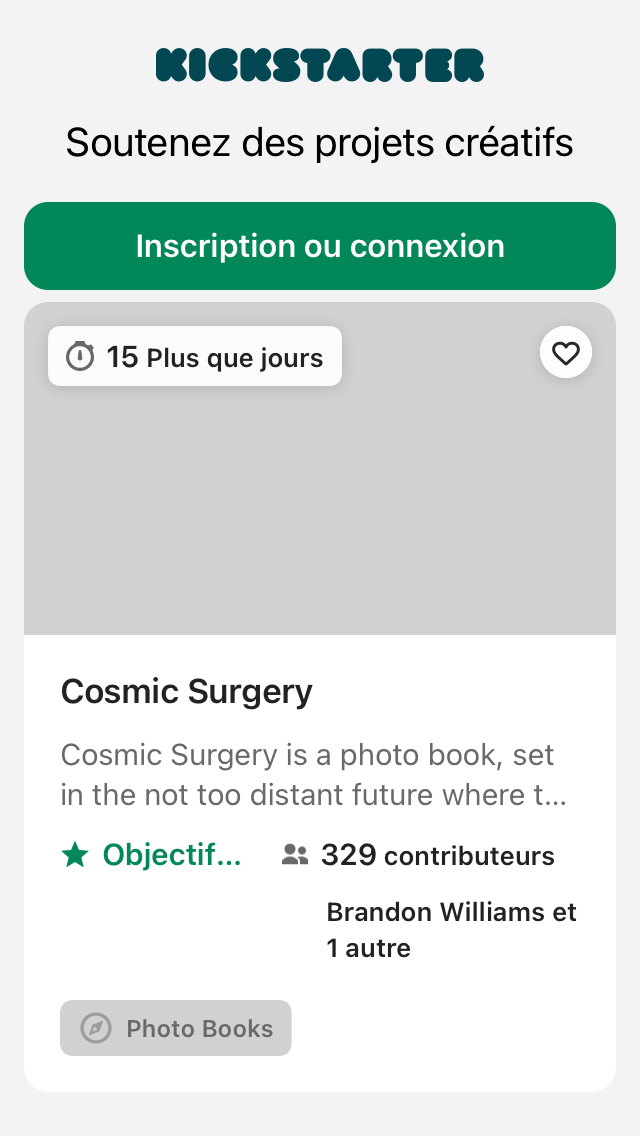 KICKSTARTER
Soutenez des projets créatifs
Inscription ou connexion
15 Plus que jours
Cosmic Surgery
Cosmic Surgery is a photo book, set
in the not too distant future where t...
Objectif... 329 contributeurs
Brandon Williams et
1 autre
Photo Books